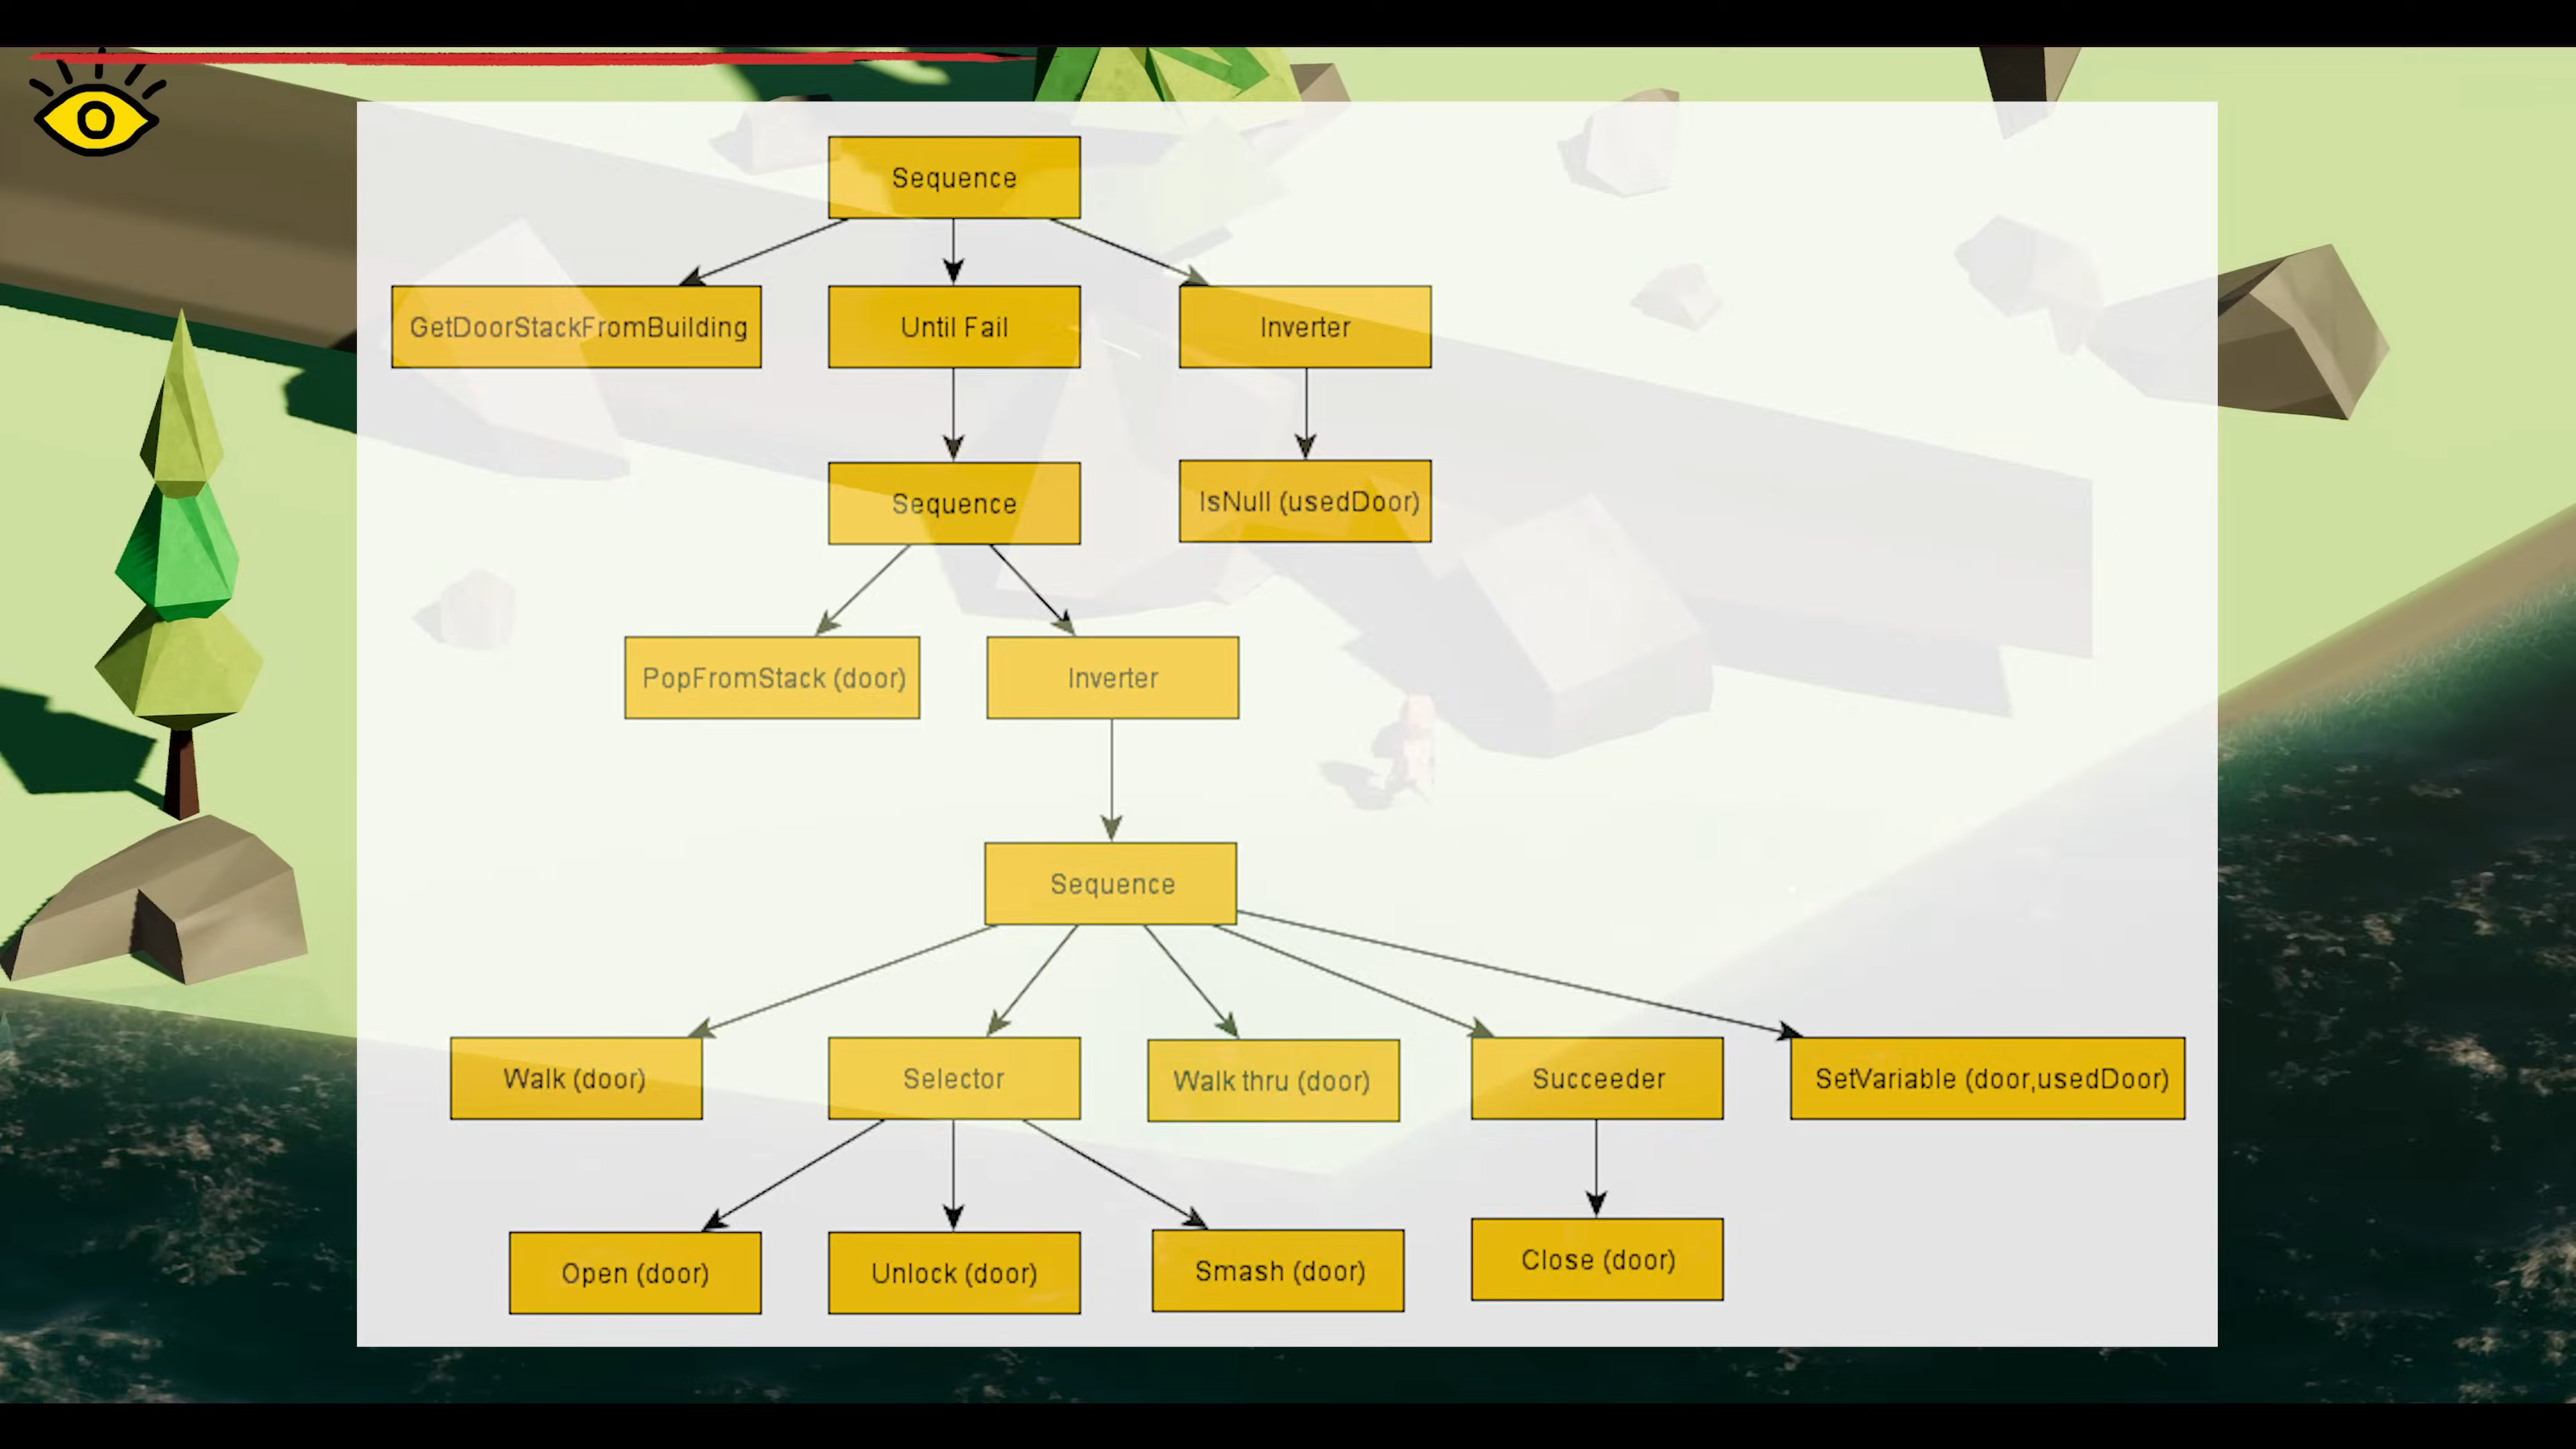 Sequence
GetDoorStackFromBuilding
Until Fail
Inverter
Sequence
IsNull (usedDoor)
PopFromStack (door)
Inverter
Sequence
Walk (door)
Selector
Walk thru (door)
Succeeder
SetVariable (door,usedDoor)
Open (door)
Unlock (door)
Smash (door)
Close (door)